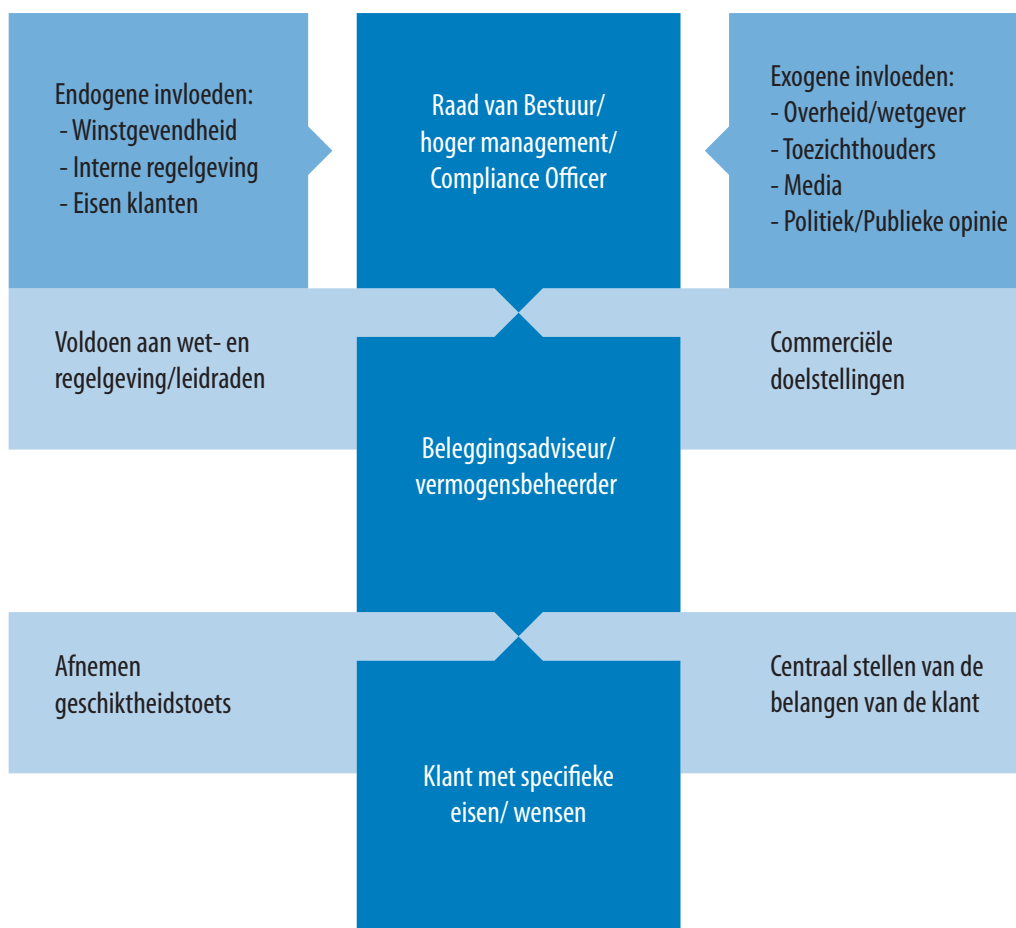 Endogene invloeden:
- Winstgevendheid
- Interne regelgeving
- Eisen klanten
Raad van Bestuur/
hoger management/
Compliance Officer
Exogene invloeden:
- Overheid/wetgever
- Toezichthouders
- Media
- Politiek/Publieke opinie
Voldoen aan wet- en
regelgeving/leidraden
Commerciële
doelstellingen
Beleggingsadviseur/
vermogensbeheerder
Afnemen
geschiktheidstoets
Centraal stellen van de
belangen van de klant
Klant met specifieke
eisen/ wensen